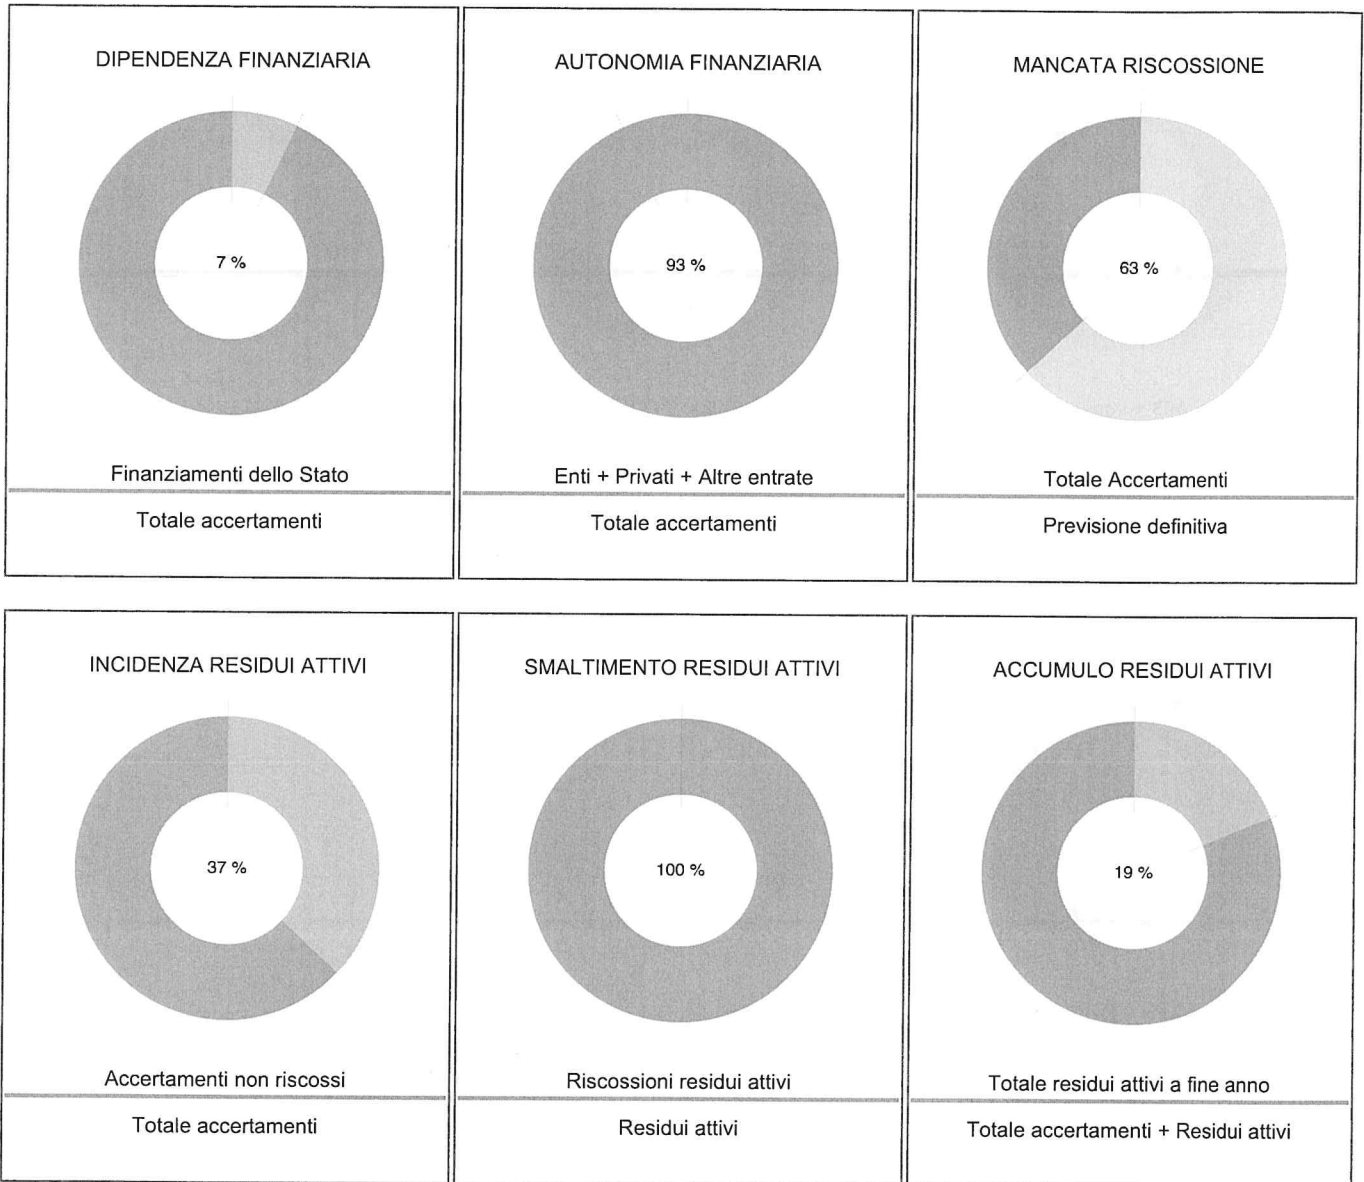 DIPENDENZA FINANZIARIA
7 %
Finanziamenti dello Stato
Totale accertamenti
AUTONOMIA FINANZIARIA
93 %
Enti + Privati + Altre entrate
Totale accertamenti
MANCATA RISCOSSIONE
63 %
Totale Accertamenti
Previsione definitiva
INCIDENZA RESIDUI ATTIVI
37 %
Accertamenti non riscossi
Totale accertamenti
SMALTIMENTO RESIDUI ATTIVI
100 %
Riscossioni residui attivi
Residui attivi
ACCUMULO RESIDUI ATTIVI
19 %
Totale residui attivi a fine anno
Totale accertamenti + Residui attivi